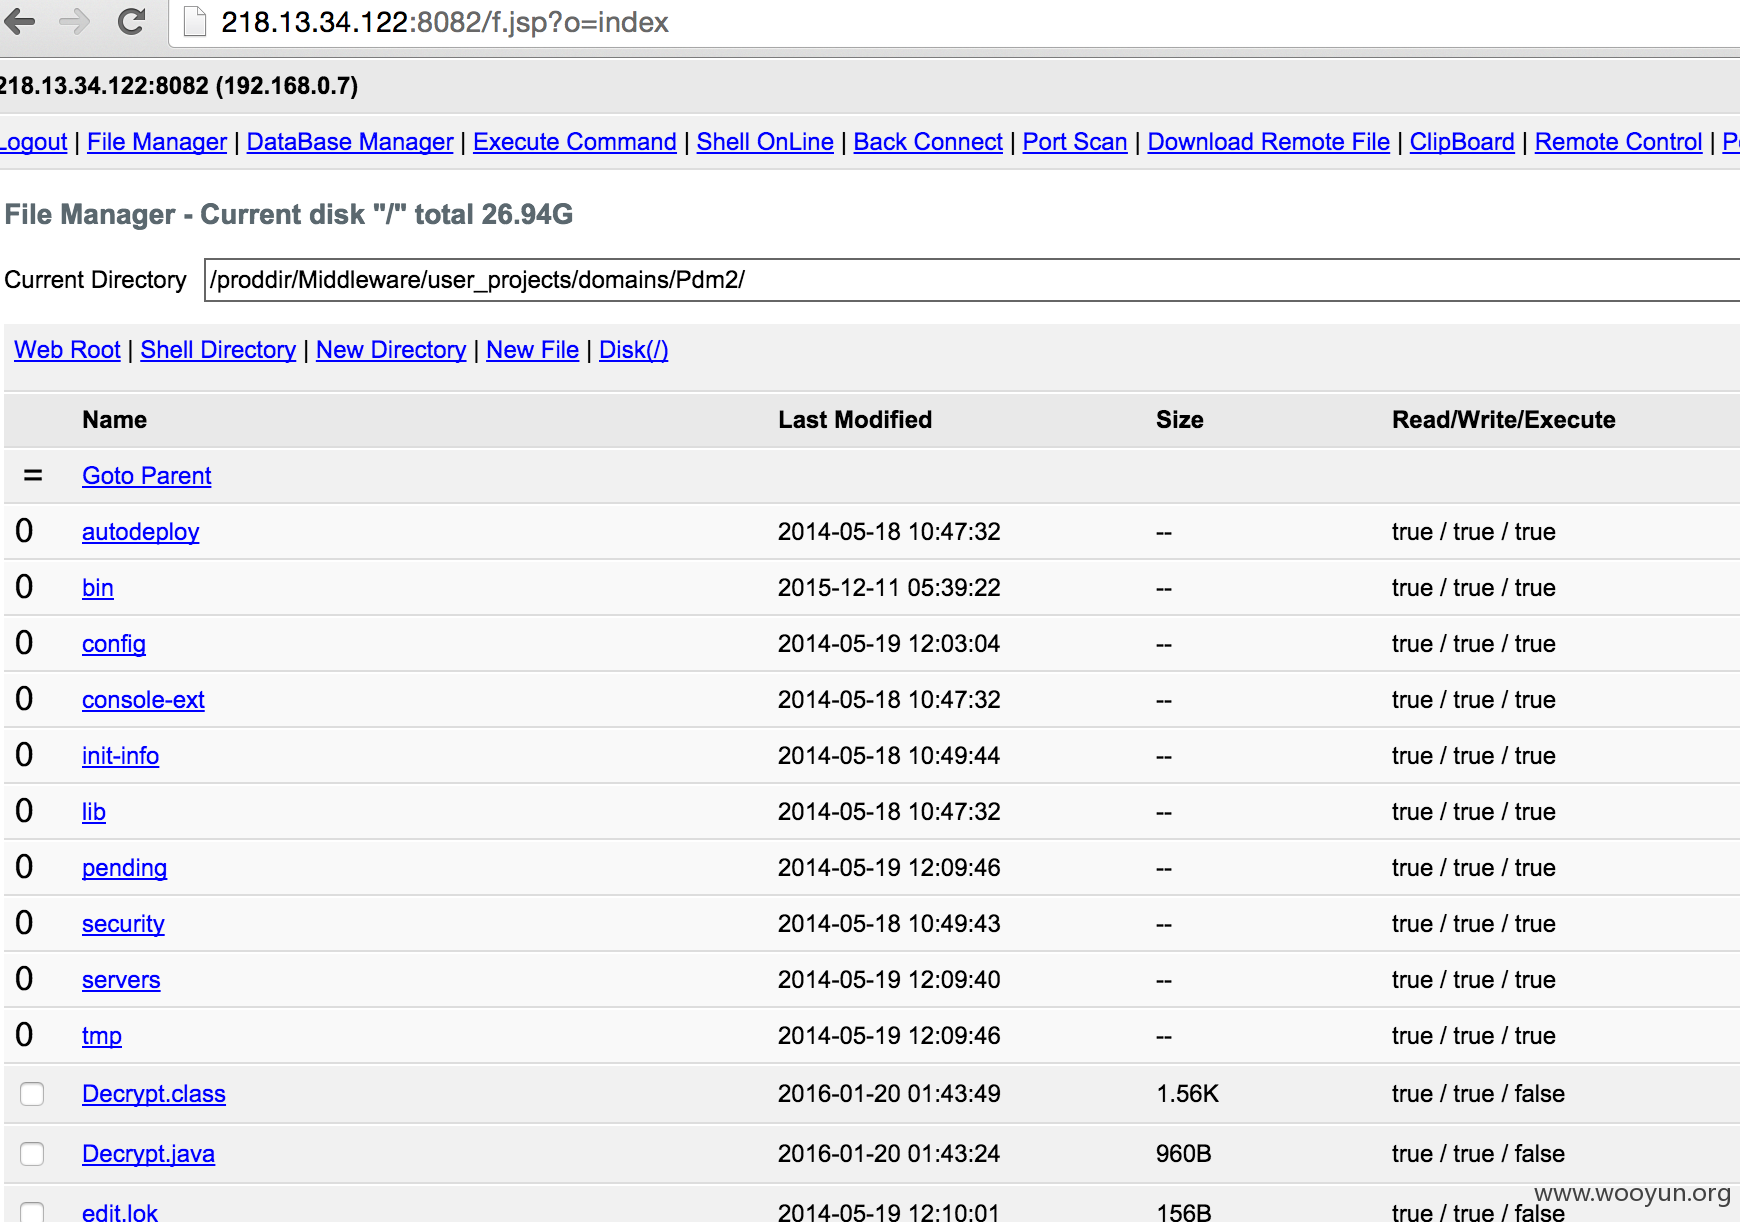 218.13.34.122:8082/f.jsp?o=index
218.13.34.122:8082 (192.168.0.7)
Logout | File Manager | DataBase Manager | Execute Command | Shell OnLine | Back Connect | Port Scan | Download Remote File | ClipBoard | Remote Control |
File Manager - Current disk "/" total 26.94G
Current Directory /proddir/Middleware/user_projects/domains/Pdm2/
Web Root | Shell Directory | New Directory | New File | Disk(/)
Name Last Modified Size Read/Write/Execute
= Goto Parent
0 autodeploy 2014-05-18 10:47:32 -- true / true / true
0 bin 2015-12-11 05:39:22 -- true / true / true
0 config 2014-05-19 12:03:04 -- true / true / true
0 console-ext 2014-05-18 10:47:32 -- true / true / true
0 init-info 2014-05-18 10:49:44 -- true / true / true
0 lib 2014-05-18 10:47:32 -- true / true / true
0 pending 2014-05-19 12:09:46 -- true / true / true
0 security 2014-05-18 10:49:43 -- true / true / true
0 servers 2014-05-19 12:09:40 -- true / true / true
0 tmp 2014-05-19 12:09:46 -- true / true / true
Decrypt.class 2016-01-20 01:43:49 1.56K true / true / false
Decrypt.java 2016-01-20 01:43:24 960B true / true / false
edit.lok 2014-05-19 12:10:01 156B true / true / false
www.wooyun.org